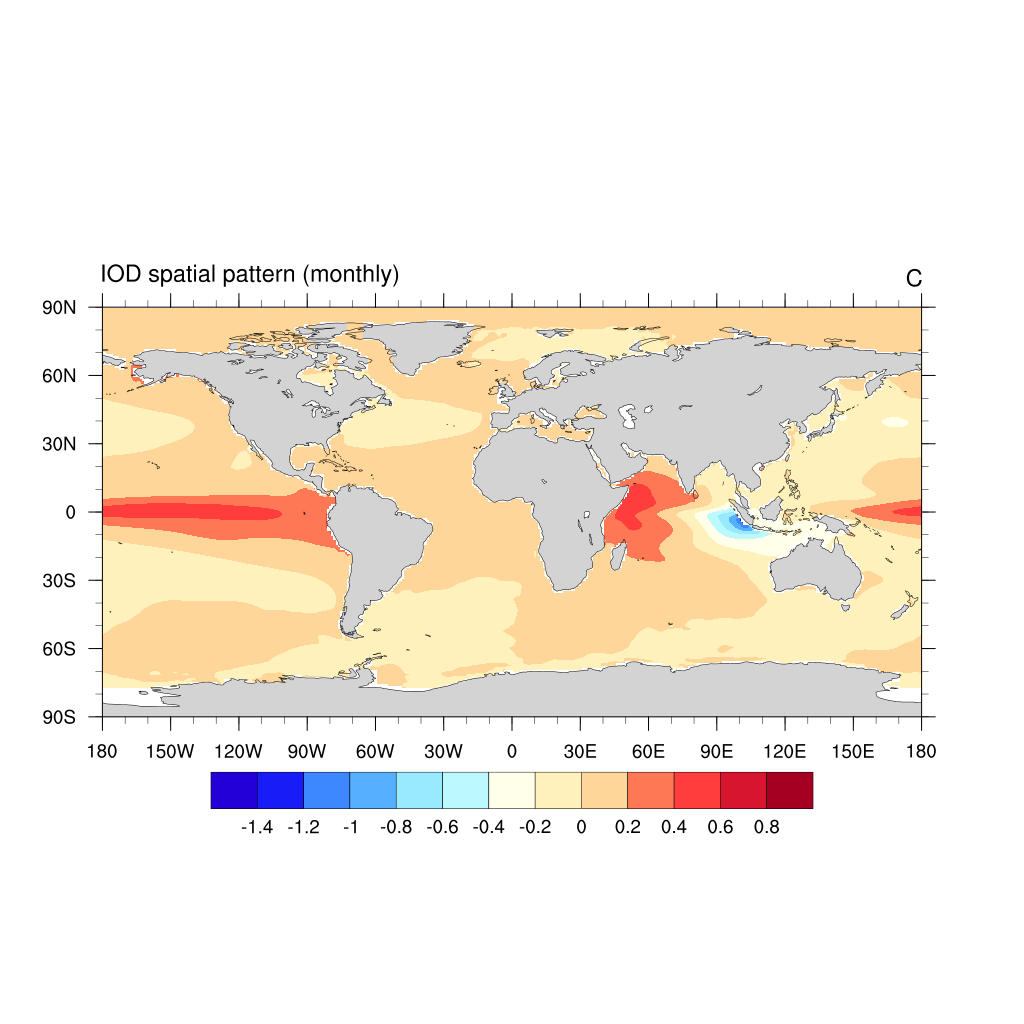 IOD spatial pattern (monthly) C
90N
60N
30N
0
30S
60S
90S
180 150W 120W 90W 60W 30W 0 30E 60E 90E 120E 150E 180
-1.4 -1.2 -1 -0.8 -0.6 -0.4 -0.2 0 0.2 0.4 0.6 0.8